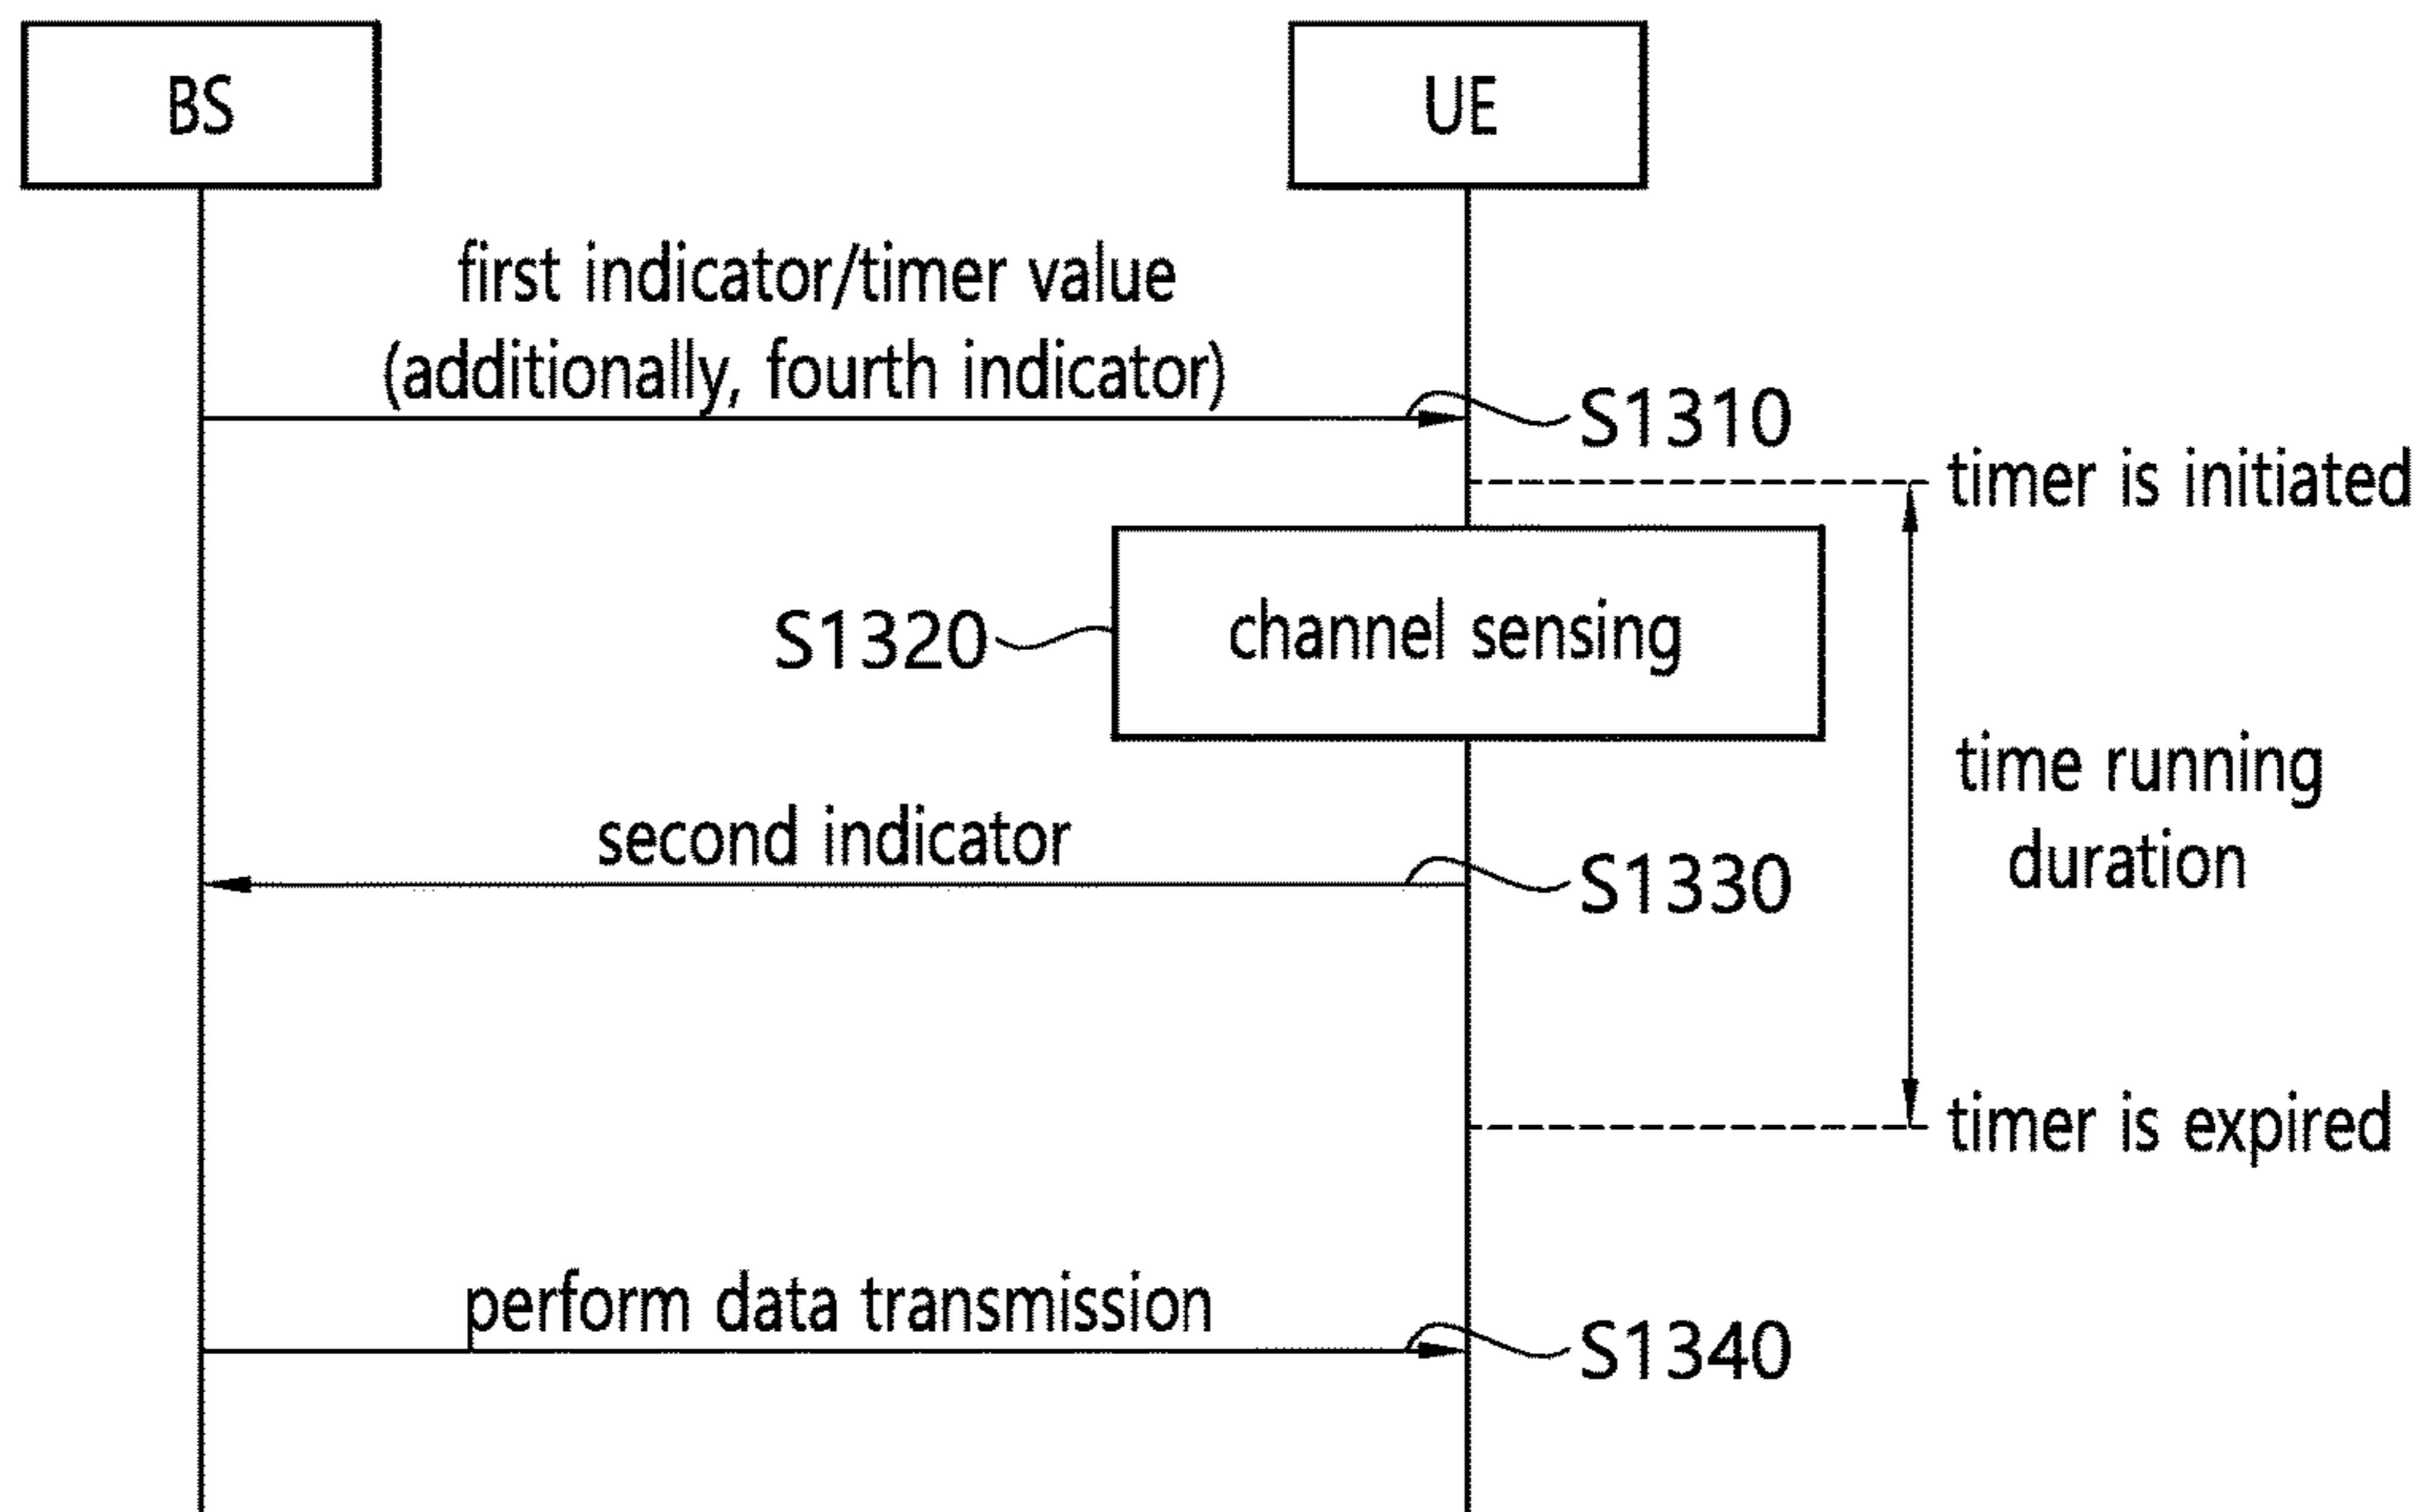 BS
UE
first indicator/timer value
(additionally, fourth indicator)
S1310
timer is initiated
channel sensing
S1320
time running
duration
second indicator
S1330
timer is expired
perform data transmission
S1340